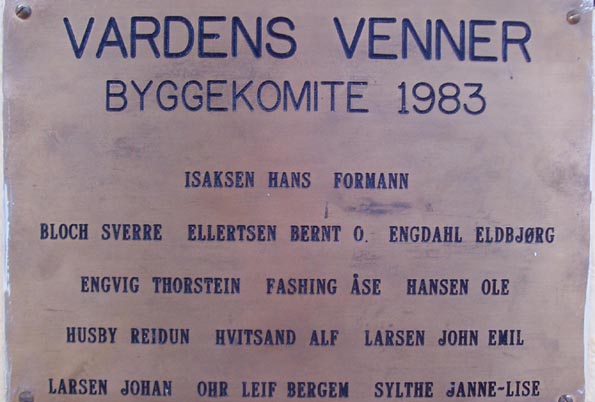 VARDENS VENNER
BYGGEKOMITE 1983
ISAKSEN HANS FORMANN
BLOCH SVERRE ELLERTSEN BERNT O. ENGDAHL ELDBJØRG
ENGVIG THORSTEIN FASHING ÅSE HANSEN OLE
HUSBY REIDUN HVITSAND ALF LARSEN JOHN EMIL
LARSEN JOHAN OHR LEIF BERGEM SYLTHE JANNE-LISE